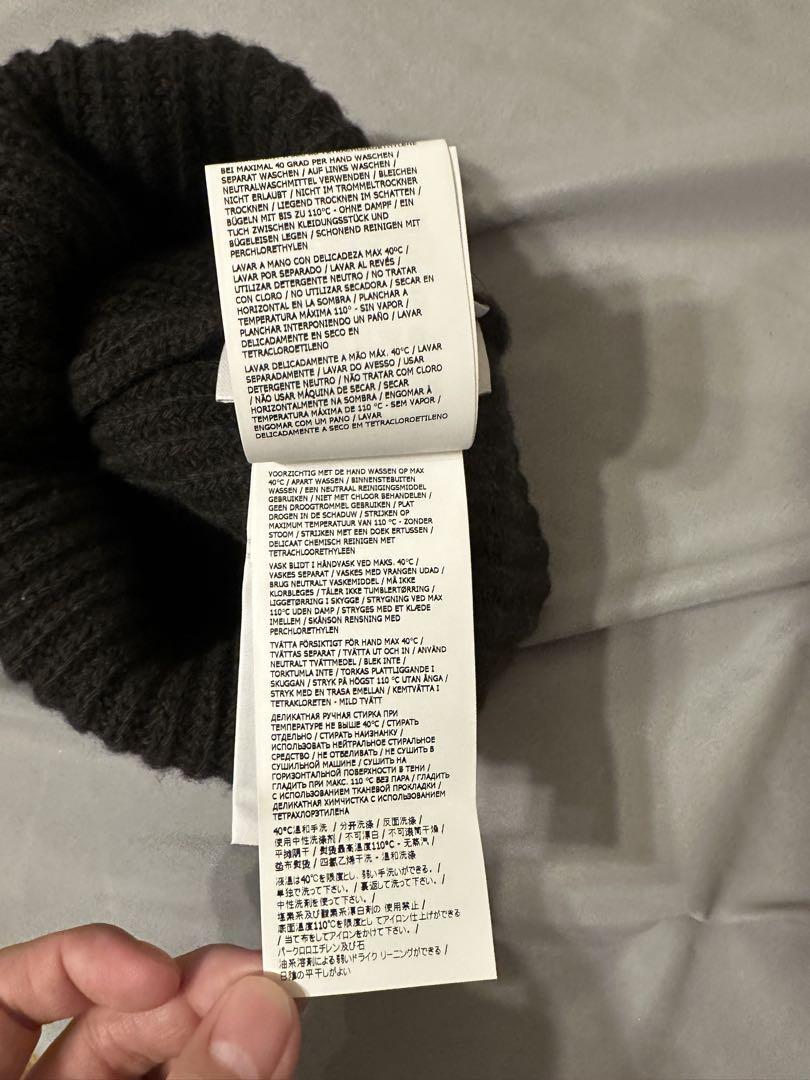 BEI MAXIMAL 40 GRAD PER HAND WASCHEN /
SEPARAT WASCHEN / AUF LINKS WASCHEN /
NEUTRALWASCHMITTEL VERWENDEN / BLEICHEN
NICHT ERLAUBT / NICHT IM TROMMELTROCKNER
TROCKNEN / LIEGEND TROCKNEN IM SCHATTEN /
BÜGELN MIT BIS ZU 110°C - OHNE DAMPF / EIN
TUCH ZWISCHEN KLEIDUNGSSTÜCK UND
BÜGELEISEN LEGEN / SCHONEND REINIGEN MIT
PERCHLORETHYLEN
LAVAR A MANO CON DELICADEZA MAX 40°C /
LAVAR POR SEPARADO / LAVAR AL REVÉS /
UTILIZAR DETERGENTE NEUTRO / NO TRATAR
CON CLORO / NO UTILIZAR SECADORA / SECAR EN
HORIZONTAL EN LA SOMBRA / PLANCHAR A
TEMPERATURA MÁXIMA 110° - SIN VAPOR /
PLANCHAR INTERPONIENDO UN PAÑO / LAVAR
DELICADAMENTE EN SECO EN
TETRACLOROETILENO
LAVAR DELICADAMENTE A MÃO MÁX. 40°C / LAVAR
SEPARADAMENTE / LAVAR DO AVESSO / USAR
DETERGENTE NEUTRO / NÃO TRATAR COM CLORO
/ NÃO USAR MÁQUINA DE SECAR / SECAR
HORIZONTALMENTE NA SOMBRA / ENGOMAR À
TEMPERATURA MÁXIMA DE 110 °C - SEM VAPOR /
ENGOMAR COM UM PANO / LAVAR
DELICADAMENTE A SECO EM TETRACLOROETILENO
VOORZICHTIG MET DE HAND WASSEN OP MAX
40°C / APART WASSEN / BINNENSTEBUITEN
WASSEN / EEN NEUTRAAL REINIGINGSMIDDEL
GEBRUIKEN / NIET MET CHLOOR BEHANDELEN /
GEEN DROOGTROMMEL GEBRUIKEN / PLAT
DROGEN IN DE SCHADUW / STRIJKEN OP
MAXIMUM TEMPERATUUR VAN 110 °C - ZONDER
STOOM / STRIJKEN MET EEN DOEK ERTUSSEN /
DELICAAT CHEMISCH REINIGEN MET
TETRACHLOORETHYLEEN
VASK BLIDT I HÅNDVASK VED MAKS. 40°C /
VASKES SEPARAT / VASKES MED VRANGEN UDAD /
BRUG NEUTRALT VASKEMIDDEL / MÅ IKKE
KLORBLEGES / TÅLER IKKE TUMBLERTØRRING /
LIGGETØRRING I SKYGGE / STRYGNING VED MAX
110°C UDEN DAMP / STRYGES MED ET KLÆDE
IMELLEM / SKÅNSON RENSNING MED
PERCHLORETHYLEN
TVÄTTA FÖRSIKTIGT FÖR HAND MAX 40°C /
TVÄTTAS SEPARAT / TVÄTTA UT OCH IN / ANVÄND
NEUTRALT TVÄTTMEDEL / BLEK INTE /
TORKTUMLA INTE / TORKAS PLATTLIGGANDE I
SKUGGAN / STRYK PÅ HÖGST 110 °C UTAN ÅNGA /
STRYK MED EN TRASA EMELLAN / KEMTVÄTTA I
TETRAKLORETEN - MILD TVÄTT
ДЕЛИКАТНАЯ РУЧНАЯ СТИРКА ПРИ
ТЕМПЕРАТУРЕ НЕ ВЫШЕ 40°C / СТИРАТЬ
ОТДЕЛЬНО / СТИРАТЬ НАИЗНАНКУ /
ИСПОЛЬЗОВАТЬ НЕЙТРАЛЬНОЕ СТИРАЛЬНОЕ
СРЕДСТВО / НЕ ОТБЕЛИВАТЬ / НЕ СУШИТЬ В
СУШИЛЬНОЙ МАШИНЕ / СУШИТЬ НА
ГОРИЗОНТАЛЬНОЙ ПОВЕРХНОСТИ В ТЕНИ /
ГЛАДИТЬ ПРИ МАКС. 110 °C БЕЗ ПАРА / ГЛАДИТЬ
С ИСПОЛЬЗОВАНИЕМ ТКАНЕВОЙ ПРОКЛАДКИ /
ДЕЛИКАТНАЯ ХИМЧИСТКА С ИСПОЛЬЗОВАНИЕМ
ТЕТРАХЛОРЭТИЛЕНА
40°C温和手洗 / 分开洗涤 / 反面洗涤 /
使用中性洗涤剂 / 不可漂白 / 不可滚筒干燥 /
平摊阴干 / 熨烫最高温度110°C - 无蒸汽 /
垫布熨烫 / 四氯乙烯干洗 - 温和洗涤
液温は40℃を限度とし、弱い手洗いができる。 /
単独で洗って下さい。 / 裏返して洗って下さい。 /
中性洗剤を使って下さい。 /
塩素系及び酸素系漂白剤の 使用禁止 /
底面温度110℃を限度とし てアイロン仕上げができる
/ 当て布をしてアイロンをかけて下さい。 /
パークロロエチレン及び石
油系溶剤による弱いドライク リーニングができる /
日陰の平干しがよい